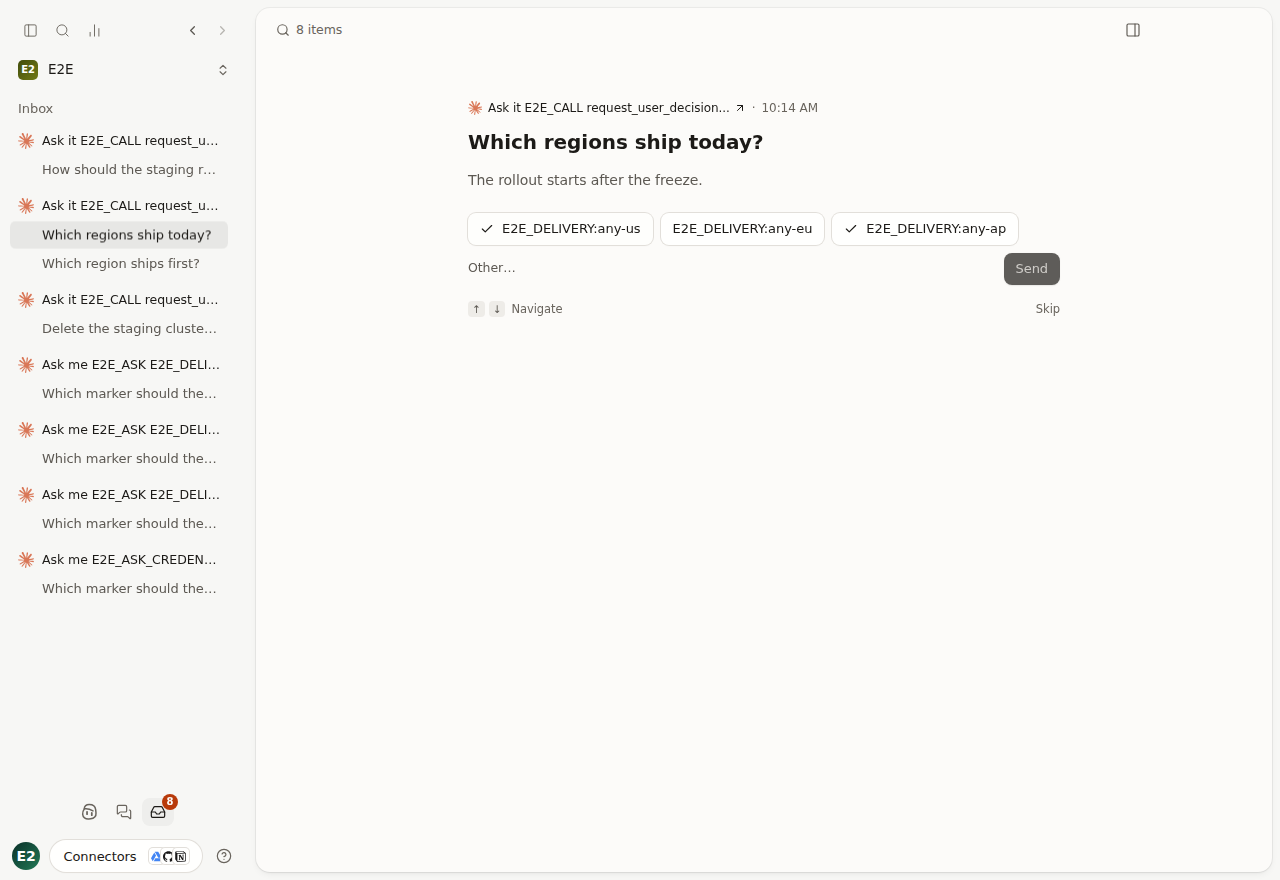 8 items
E2 E2E
Inbox
Ask it E2E_CALL request_u...
How should the staging r...
Ask it E2E_CALL request_u...
Which regions ship today?
Which region ships first?
Ask it E2E_CALL request_u...
Delete the staging cluste...
Ask me E2E_ASK E2E_DELI...
Which marker should the...
Ask me E2E_ASK E2E_DELI...
Which marker should the...
Ask me E2E_ASK E2E_DELI...
Which marker should the...
Ask me E2E_ASK_CREDEN...
Which marker should the...
8
E2 Connectors
Ask it E2E_CALL request_user_decision... · 10:14 AM
Which regions ship today?
The rollout starts after the freeze.
E2E_DELIVERY:any-us E2E_DELIVERY:any-eu E2E_DELIVERY:any-ap
Other... Send
↑ ↓ Navigate Skip